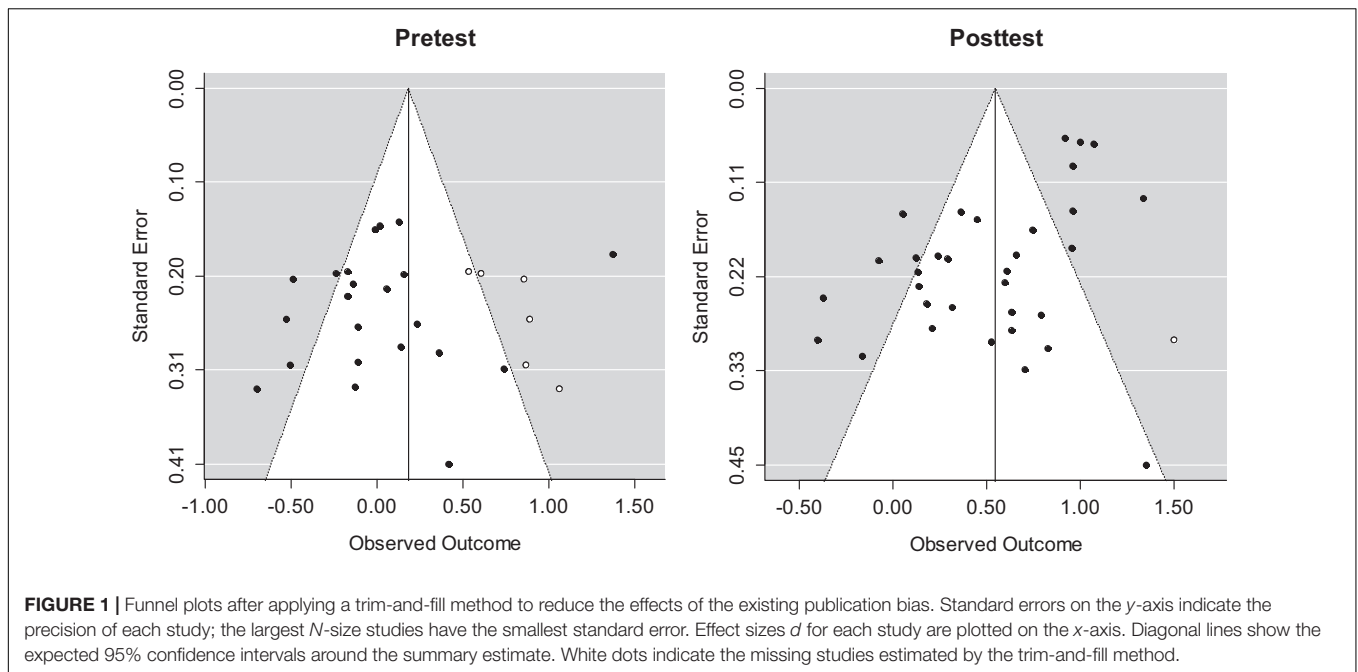 Pretest
Posttest
0.00
0.10
0.20
0.31
0.41
Standard Error
-1.00
-0.50
0.00
0.50
1.00
1.50
Observed Outcome
0.00
0.11
0.22
0.33
0.45
Standard Error
-0.50
0.00
0.50
1.00
1.50
Observed Outcome
FIGURE 1 | Funnel plots after applying a trim-and-fill method to reduce the effects of the existing publication bias. Standard errors on the y-axis indicate the
precision of each study; the largest N-size studies have the smallest standard error. Effect sizes d for each study are plotted on the x-axis. Diagonal lines show the
expected 95% confidence intervals around the summary estimate. White dots indicate the missing studies estimated by the trim-and-fill method.